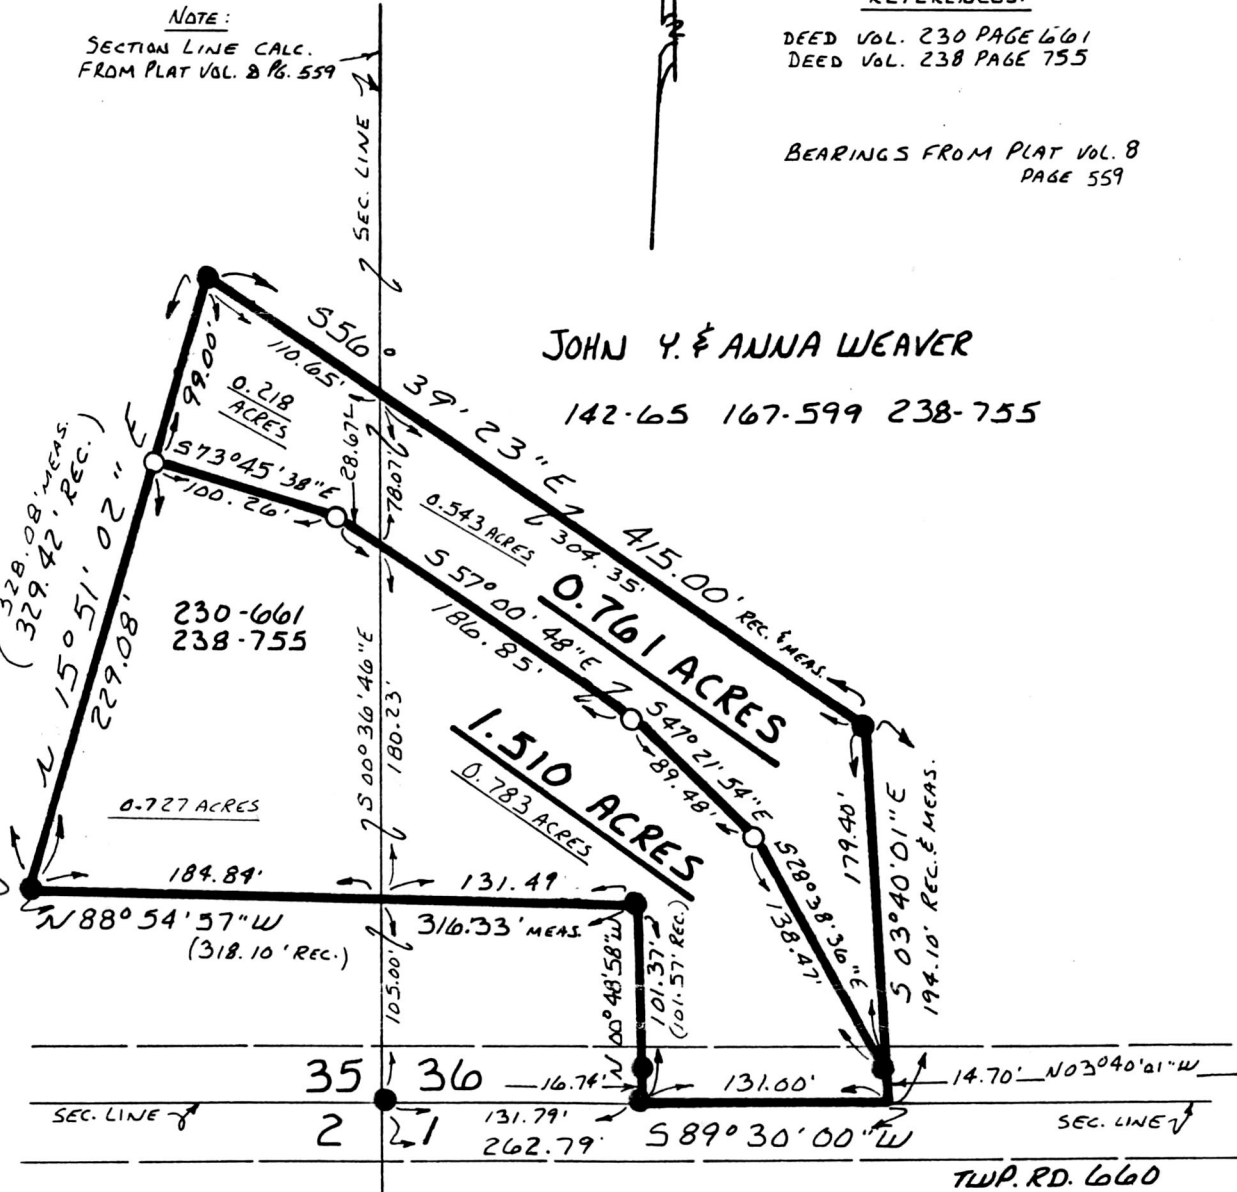 NOTE:
SECTION LINE CALC.
FROM PLAT VOL. 8 PG. 559
REFERENCES:
DEED VOL. 230 PAGE 661
DEED VOL. 238 PAGE 755
BEARINGS FROM PLAT VOL. 8
PAGE 559
SEC. LINE
N
JOHN Y. & ANNA WEAVER
142-65 167-599 238-755
S 56° 39' 23" E
415.00' REC. & MEAS.
110.65'
304.35'
99.00'
0.218
ACRES
S 73° 45' 38" E
100.26'
28.67'
78.07'
0.543 ACRES
0.761 ACRES
328.08' MEAS.
(329.42' REC.)
N 15° 51' 02" E
229.08'
230-661
238-755
S 57° 00' 48" E
186.85'
S 00° 36' 46" E
180.23'
S 47° 21' 54" E
89.48'
1.510 ACRES
0.783 ACRES
0.727 ACRES
S 28° 38' 36" E
138.47'
179.40'
S 03° 40' 01" E
194.10' REC. & MEAS.
184.84'
131.49
N 88° 54' 57" W
316.33' MEAS.
(318.10' REC.)
105.00'
N 00° 48' 58" W
101.37'
(101.57' REC.)
35 36
16.74'
131.00'
14.70' N 03° 40' 01" W
SEC. LINE
2 1
131.79'
262.79'
S 89° 30' 00" W
SEC. LINE
TWP. RD. 660